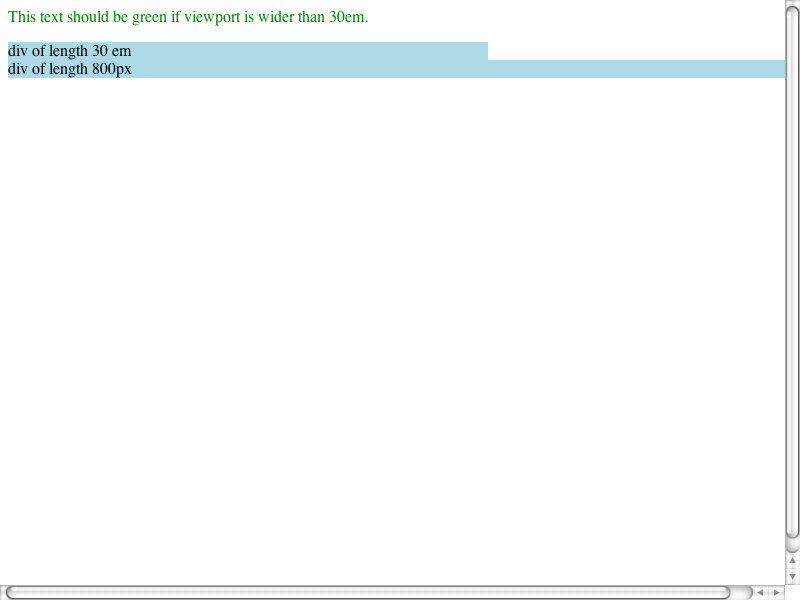 This text should be green if viewport is wider than 30em.
div of length 30 em
div of length 800px